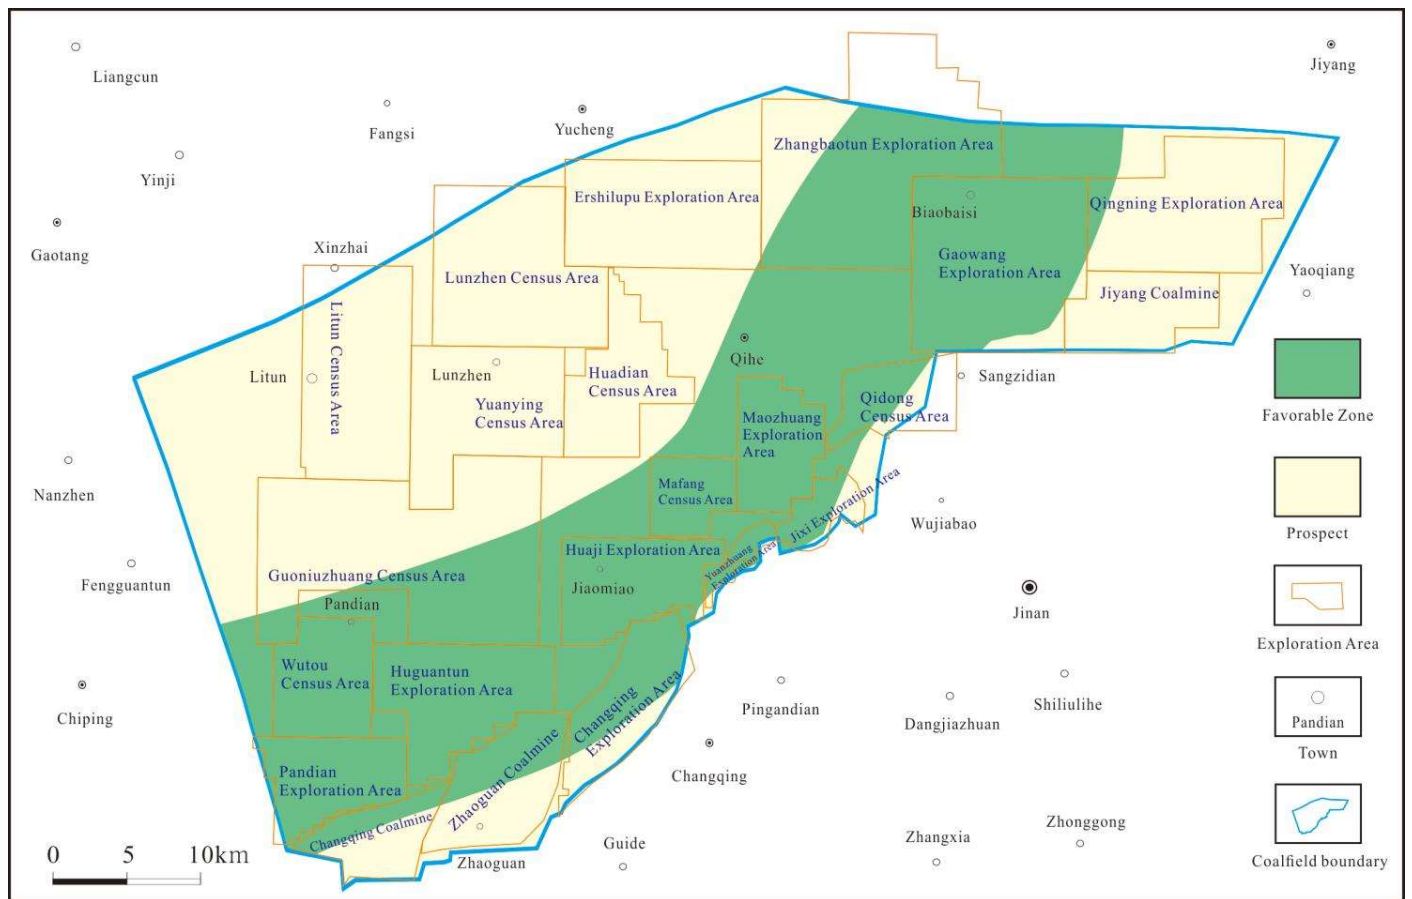 Liangcun
Fangsi
Yucheng
Jiyang
Zhangbaotun Exploration Area
Yinji
Ershilupu Exploration Area
Biaobaisi
Qingning Exploration Area
Gaotang
Xinzhai
Gaowang
Exploration Area
Yaoqiang
Lunzhen Census Area
Jiyang Coalmine
Litun Census Area
Qihe
Litun
Lunzhen
Huadian
Census Area
Sangzidian
Yuanying
Census Area
Maozhuang
Exploration
Area
Qidong
Census Area
Favorable Zone
Nanzhen
Mafang
Census Area
Jixi Exploration Area
Wujiabao
Prospect
Huaji Exploration Area
Yuanzhuang
Exploration Area
Fengguantun
Guoniuzhuang Census Area
Jiaomiao
Pandian
Jinan
Exploration Area
Wutou
Census Area
Huguantun
Exploration Area
Changqing
Exploration Area
Chiping
Pingandian
Dangjiazhuan
Shiliulihe
Pandian
Town
Pandian
Exploration Area
Zhaoguan Coalmine
Changqing
Changqing Coalmine
Zhaoguan
Guide
Zhangxia
Zhonggong
Coalfield boundary
0 5 10km